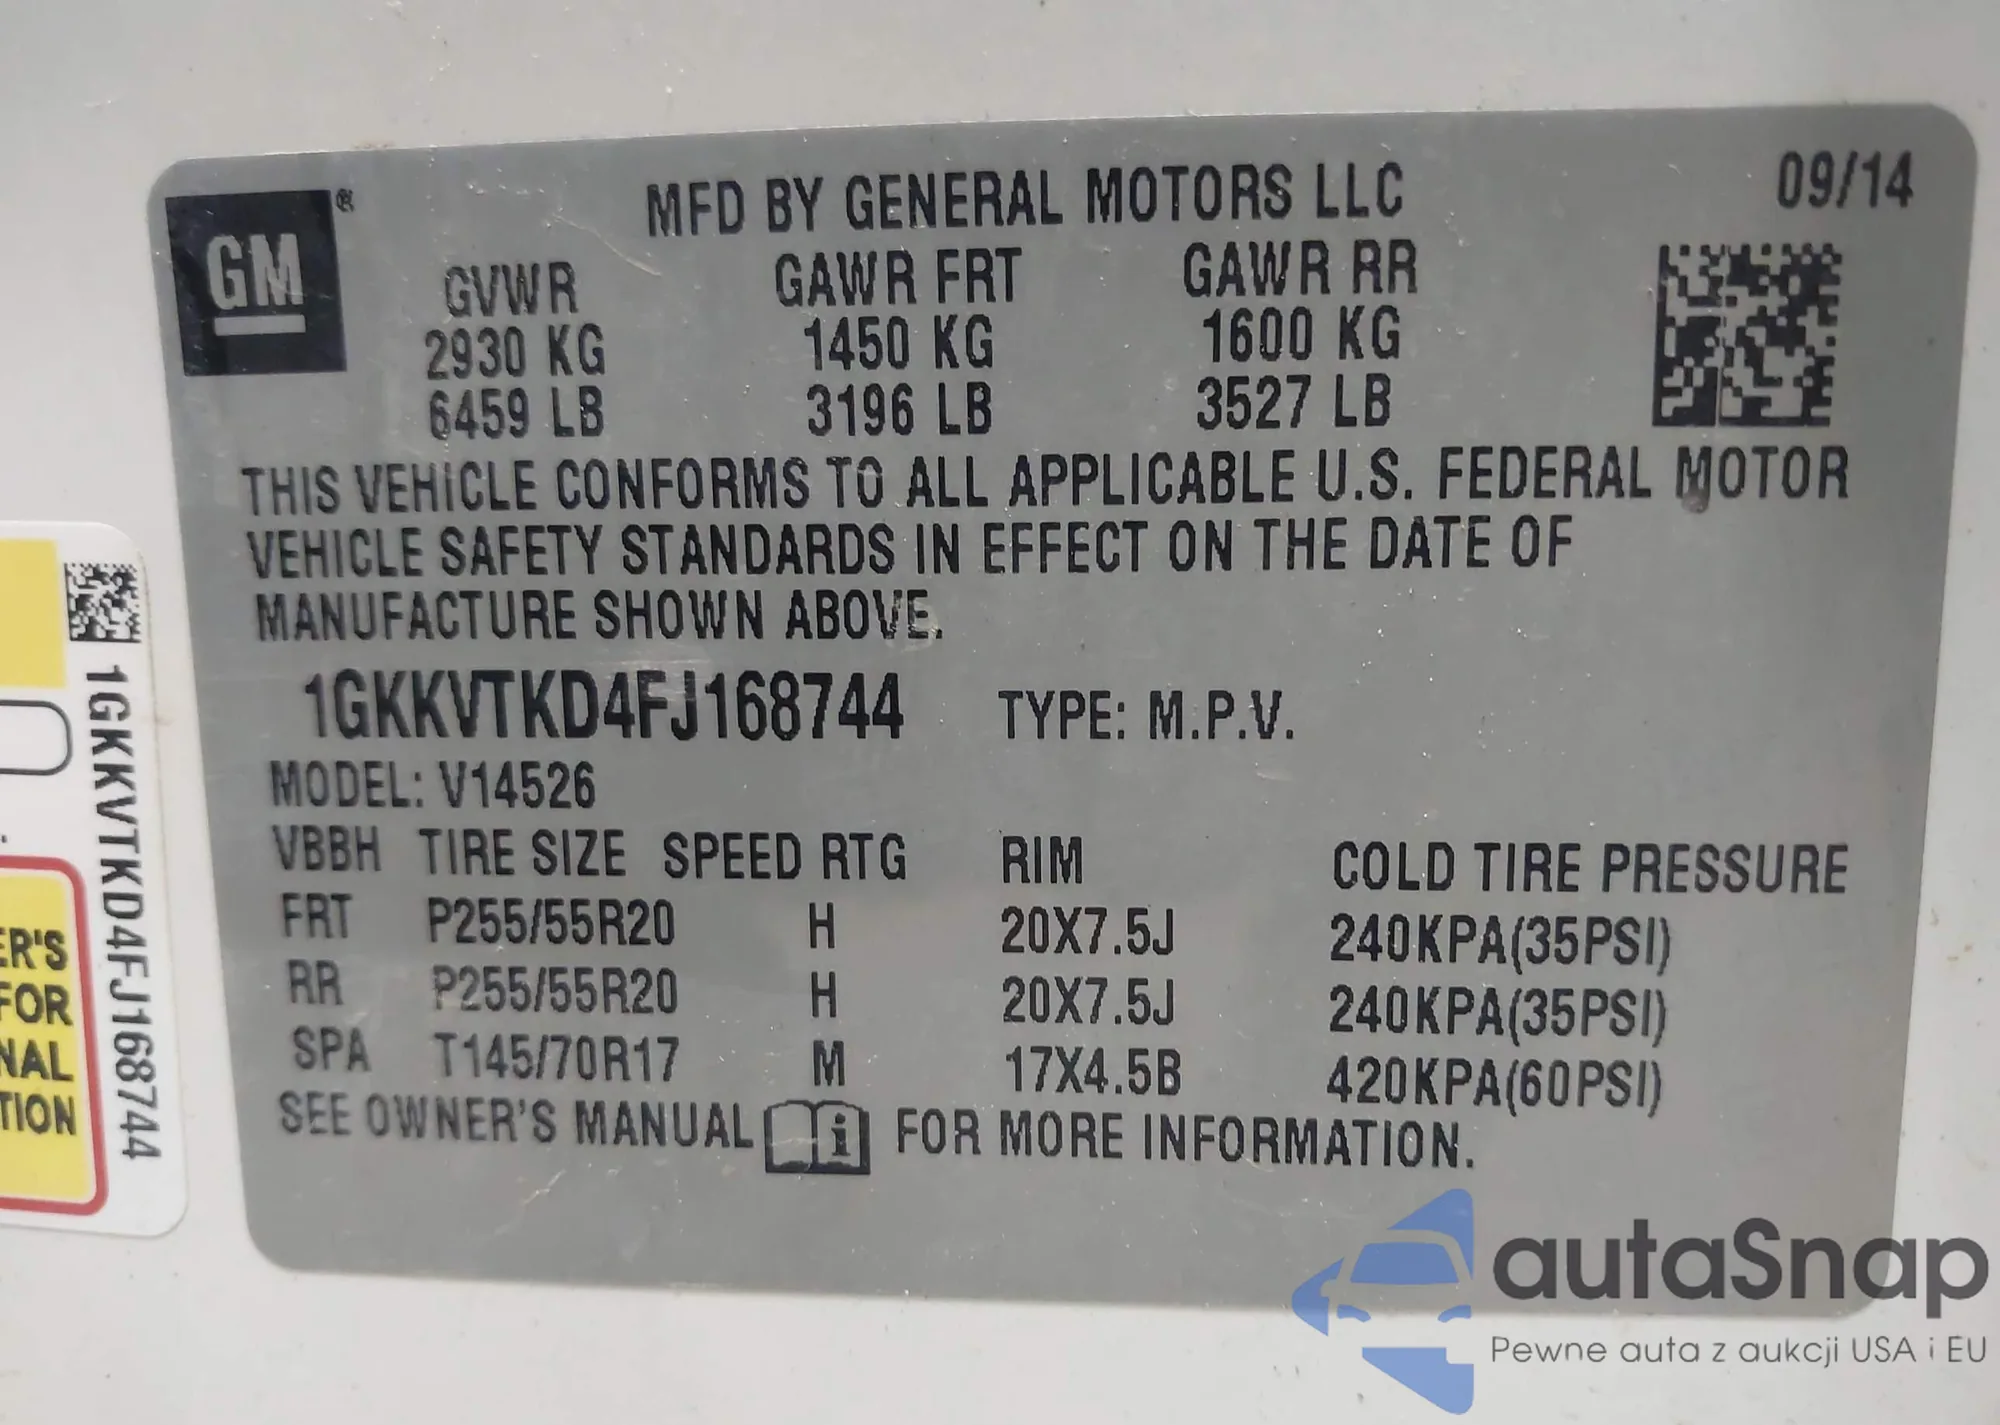 GM ®
MFD BY GENERAL MOTORS LLC 09/14
GVWR GAWR FRT GAWR RR
2930 KG 1450 KG 1600 KG
6459 LB 3196 LB 3527 LB
THIS VEHICLE CONFORMS TO ALL APPLICABLE U.S. FEDERAL MOTOR
VEHICLE SAFETY STANDARDS IN EFFECT ON THE DATE OF
MANUFACTURE SHOWN ABOVE.
1GKKVTKD4FJ168744 TYPE: M.P.V.
MODEL: V14526
VBBH TIRE SIZE SPEED RTG RIM COLD TIRE PRESSURE
FRT P255/55R20 H 20X7.5J 240KPA(35PSI)
RR P255/55R20 H 20X7.5J 240KPA(35PSI)
SPA T145/70R17 M 17X4.5B 420KPA(60PSI)
SEE OWNER'S MANUAL i FOR MORE INFORMATION.
1GKKVTKD4FJ168744
ER'S
FOR
NAL
TION
autaSnap
Pewne auta z aukcji USA i EU